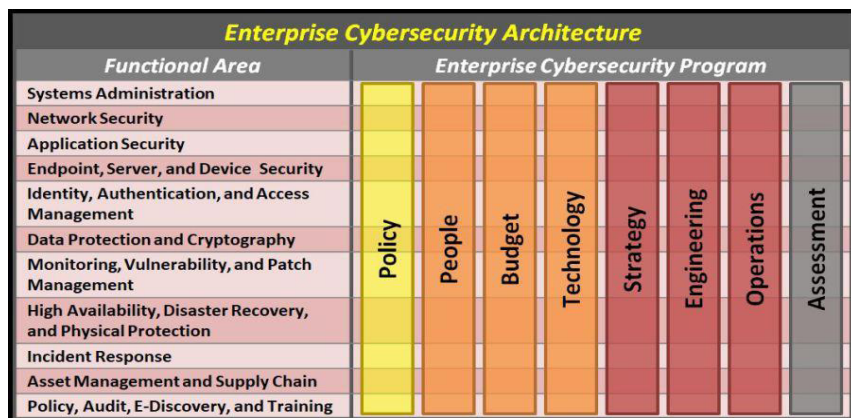 Enterprise Cybersecurity Architecture
Functional Area
Enterprise Cybersecurity Program
Systems Administration
Network Security
Application Security
Endpoint, Server, and Device Security
Identity, Authentication, and Access
Management
Data Protection and Cryptography
Monitoring, Vulnerability, and Patch
Management
High Availability, Disaster Recovery,
and Physical Protection
Incident Response
Asset Management and Supply Chain
Policy, Audit, E-Discovery, and Training
Policy
People
Budget
Technology
Strategy
Engineering
Operations
Assessment